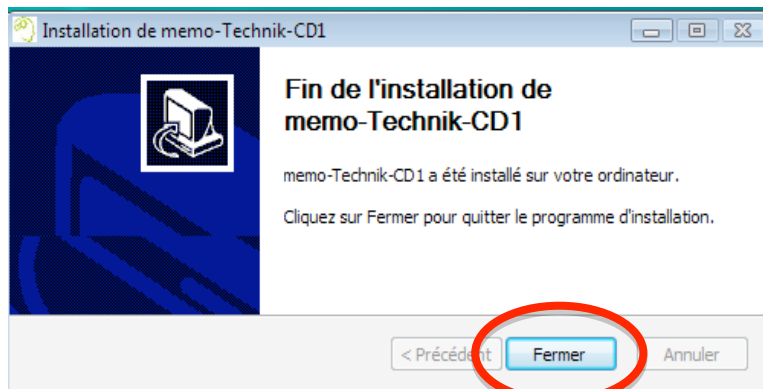 Installation de memo-Technik-CD1
Fin de l'installation de
memo-Technik-CD1
memo-Technik-CD1 a été installé sur votre ordinateur.
Cliquez sur Fermer pour quitter le programme d'installation.
< Précédent Fermer Annuler